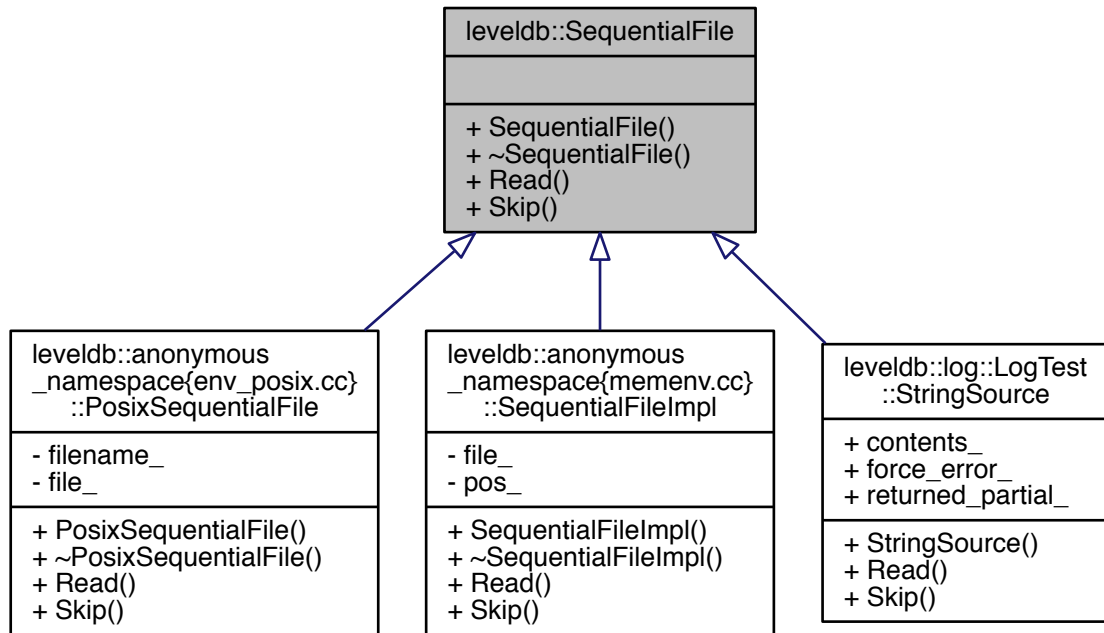 leveldb::SequentialFile
+ SequentialFile()
+ ~SequentialFile()
+ Read()
+ Skip()
leveldb::anonymous
_namespace{env_posix.cc}
::PosixSequentialFile
- filename_
- file_
+ PosixSequentialFile()
+ ~PosixSequentialFile()
+ Read()
+ Skip()
leveldb::anonymous
_namespace{memenv.cc}
::SequentialFileImpl
- file_
- pos_
+ SequentialFileImpl()
+ ~SequentialFileImpl()
+ Read()
+ Skip()
leveldb::log::LogTest
::StringSource
+ contents_
+ force_error_
+ returned_partial_
+ StringSource()
+ Read()
+ Skip()